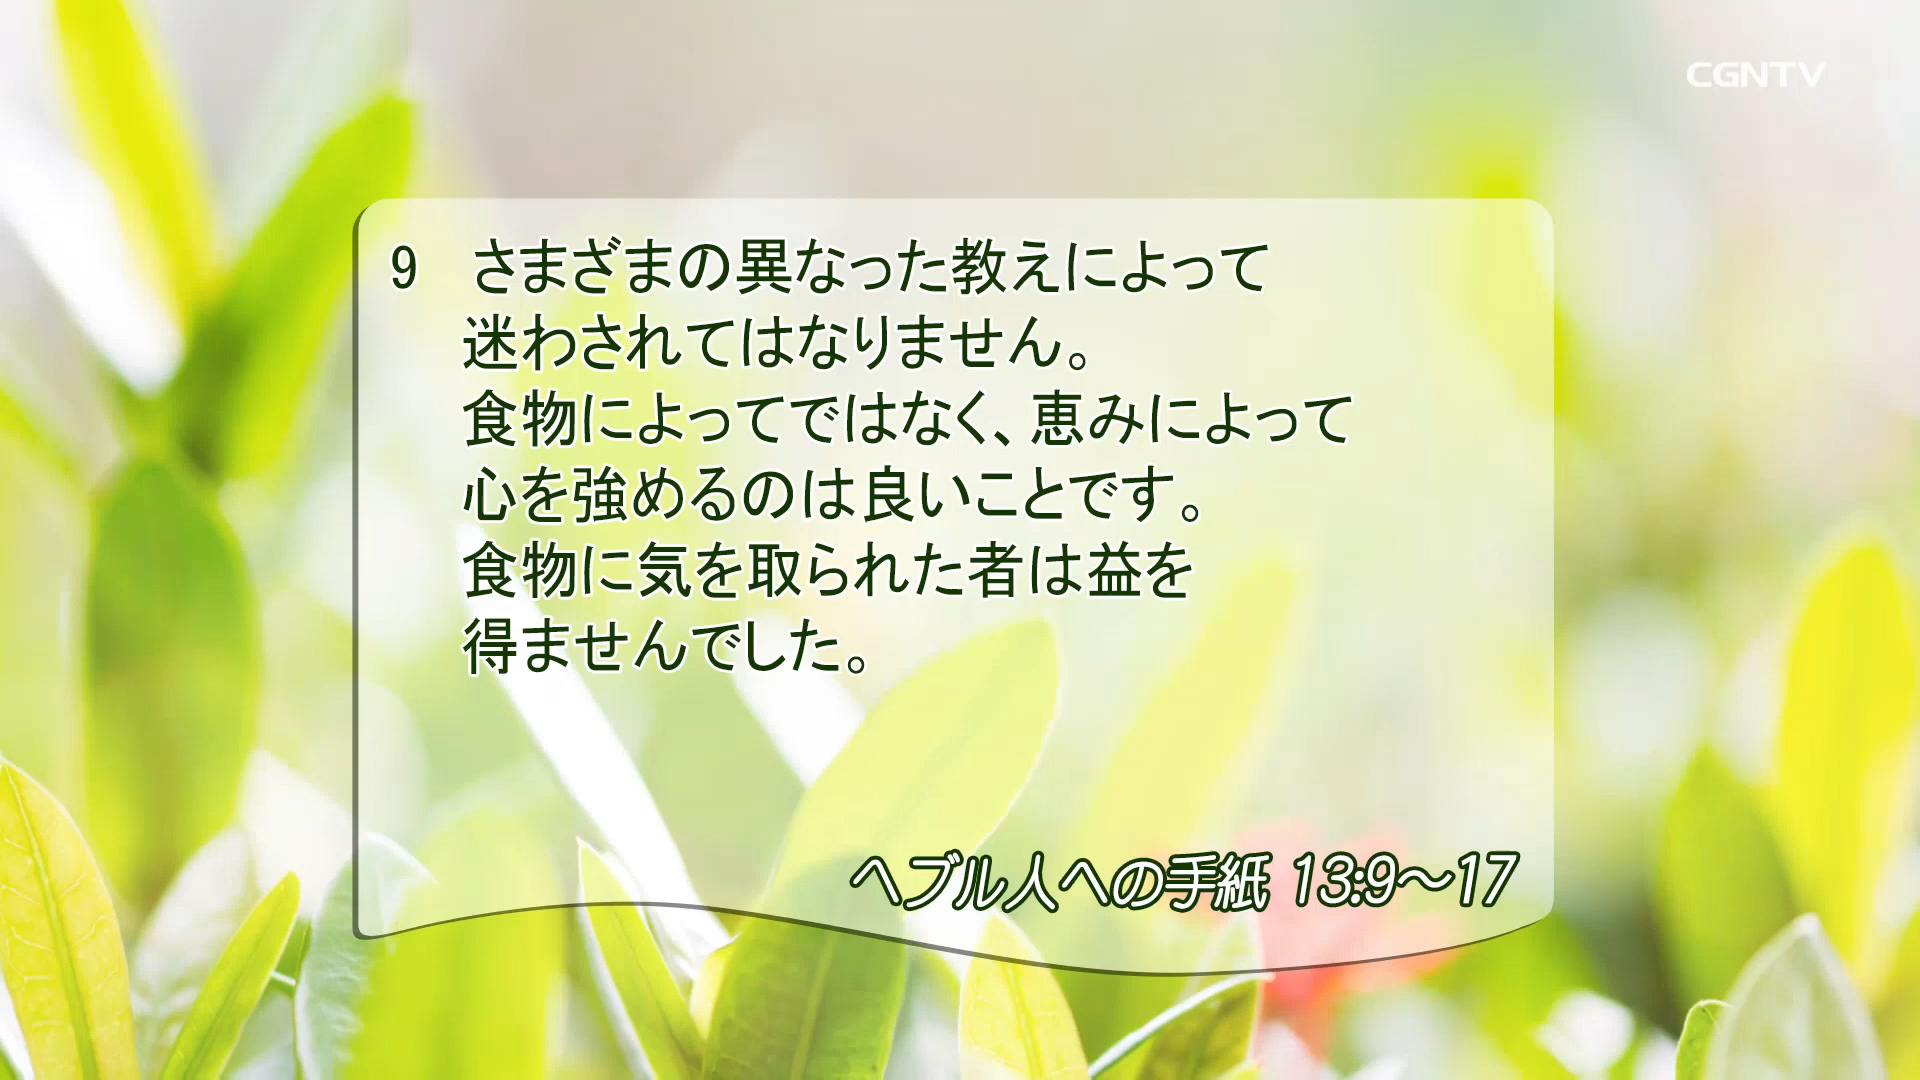 CGNTV
9 さまざまの異なった教えによって
迷わされてはなりません。
食物によってではなく、恵みによって
心を強めるのは良いことです。
食物に気を取られた者は益を
得ませんでした。
ヘブル人への手紙 13:9～17